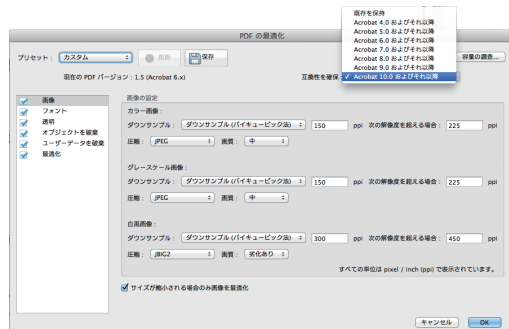 既存を保持
Acrobat 4.0 およびそれ以降
Acrobat 5.0 およびそれ以降
Acrobat 6.0 およびそれ以降
Acrobat 7.0 およびそれ以降
Acrobat 8.0 およびそれ以降
Acrobat 9.0 およびそれ以降
✓ Acrobat 10.0 およびそれ以降
PDF の最適化
プリセット： カスタム 削除 保存 容量の調査...
現在の PDF バージョン：1.5 (Acrobat 6.x) 互換性を確保
画像
フォント
透明
オブジェクトを破棄
ユーザーデータを破棄
最適化
画像の設定
カラー画像：
ダウンサンプル： ダウンサンプル (バイキュービック法) 150 ppi 次の解像度を超える場合： 225 ppi
圧縮： JPEG 画質： 中
グレースケール画像：
ダウンサンプル： ダウンサンプル (バイキュービック法) 150 ppi 次の解像度を超える場合： 225 ppi
圧縮： JPEG 画質： 中
白黒画像：
ダウンサンプル： ダウンサンプル (バイキュービック法) 300 ppi 次の解像度を超える場合： 450 ppi
圧縮： JBIG2 画質： 劣化あり
すべての単位は pixel / inch (ppi) で表示されています。
サイズが縮小される場合のみ画像を最適化
キャンセル OK